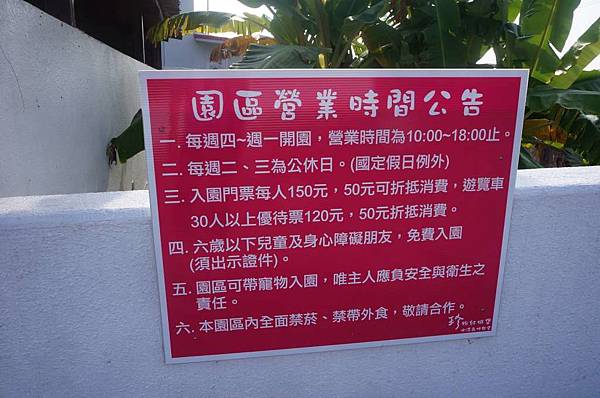 園區營業時間公告
一. 每週四~週一開園，營業時間為10:00~18:00止。
二. 每週二、三為公休日。(國定假日例外)
三. 入園門票每人150元，50元可折抵消費，遊覽車
30人以上優待票120元，50元折抵消費。
四. 六歲以下兒童及身心障礙朋友，免費入園
(須出示證件)。
五. 園區可帶寵物入園，唯主人應負安全與衛生之
責任。
六. 本園區內全面禁菸、禁帶外食，敬請合作。
珍